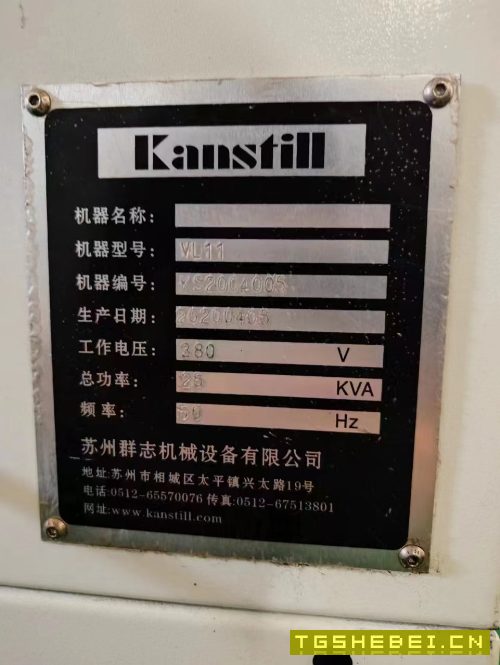 Kanstill
机器名称:
机器型号: VL11
机器编号:
生产日期: 20200405
工作电压: 380 V
总功率: 25 KVA
频率: 50 Hz
苏州群志机械设备有限公司
地址:苏州市相城区太平镇兴太路19号
电话:0512-65570076 传真:0512-67513801
网址:www.kanstill.com
TGSHEBEI.CN